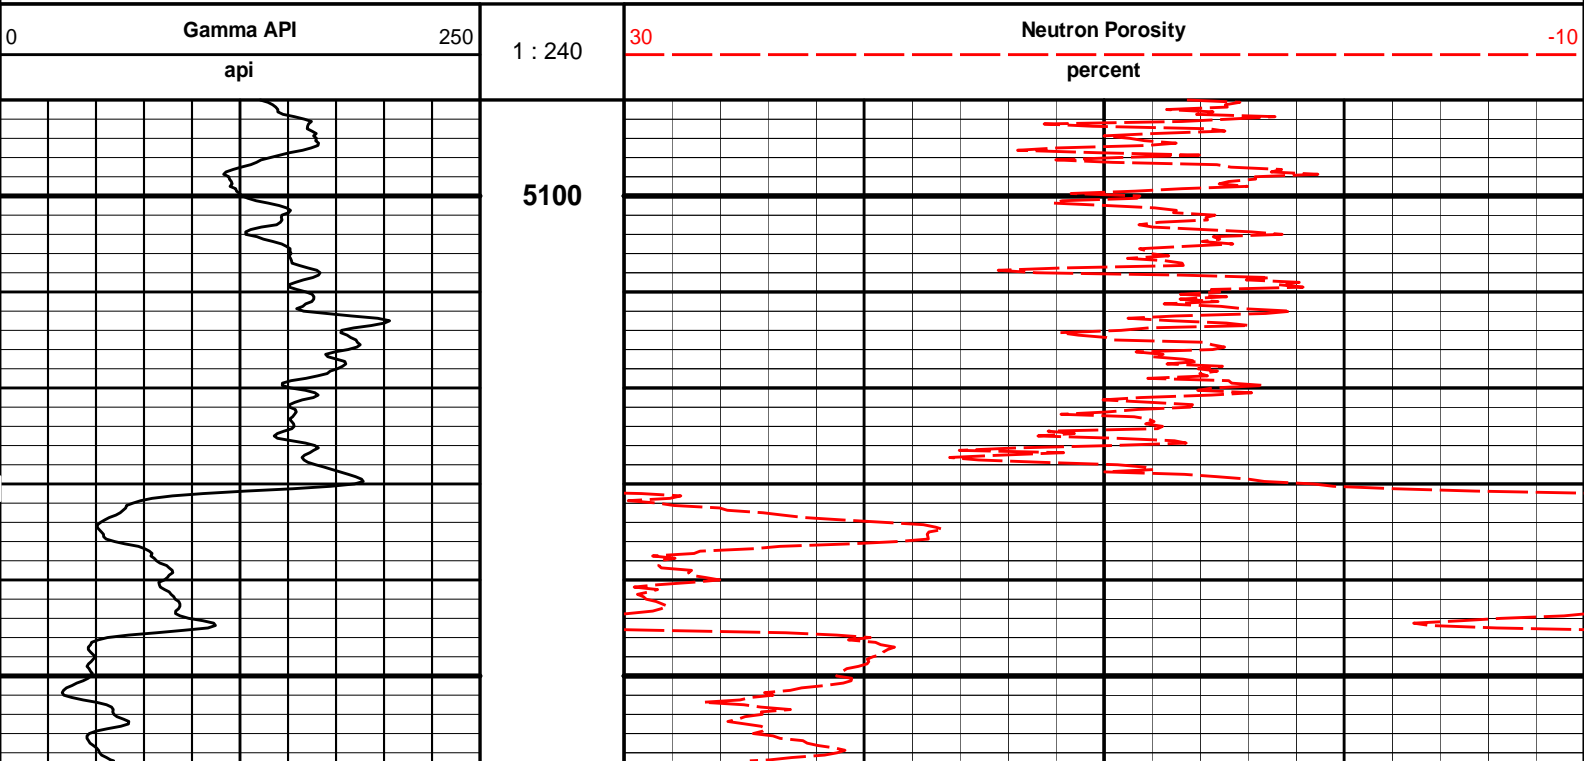 Gamma API
0 250
api
1 : 240
Neutron Porosity
30 -10
percent
5100